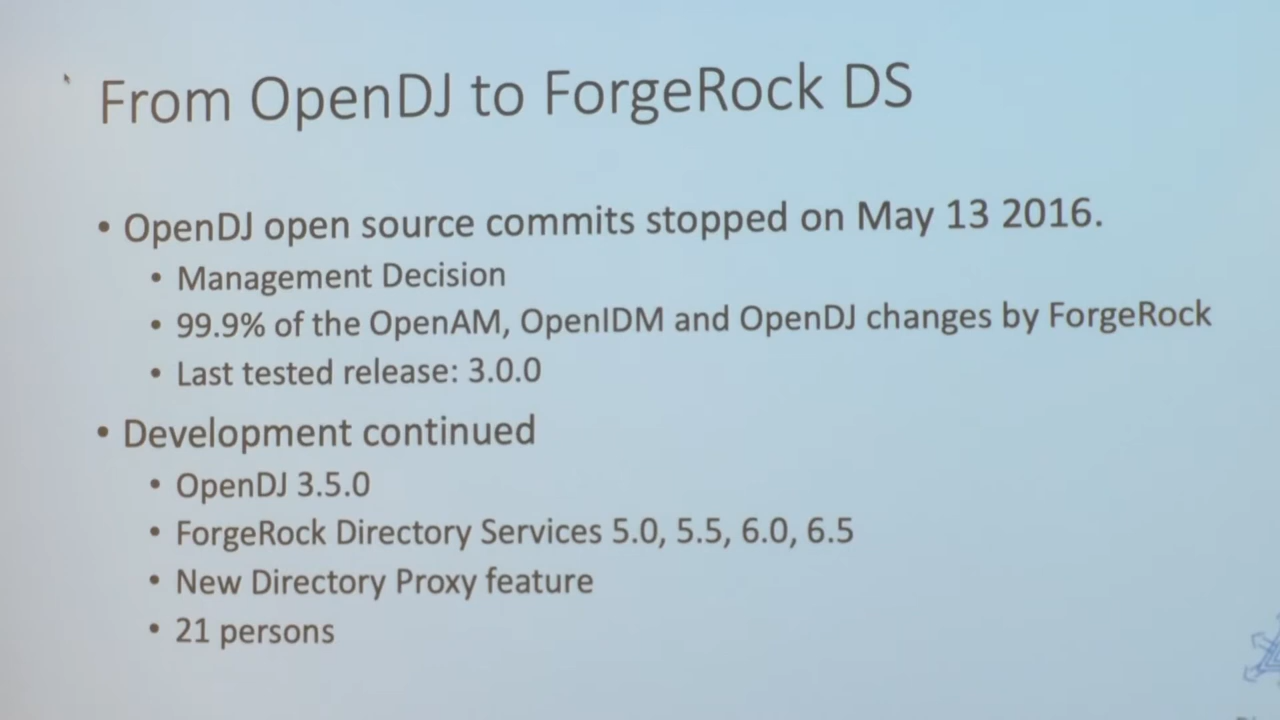 From OpenDJ to ForgeRock DS
• OpenDJ open source commits stopped on May 13 2016.
• Management Decision
• 99.9% of the OpenAM, OpenIDM and OpenDJ changes by ForgeRock
• Last tested release: 3.0.0
• Development continued
• OpenDJ 3.5.0
• ForgeRock Directory Services 5.0, 5.5, 6.0, 6.5
• New Directory Proxy feature
• 21 persons